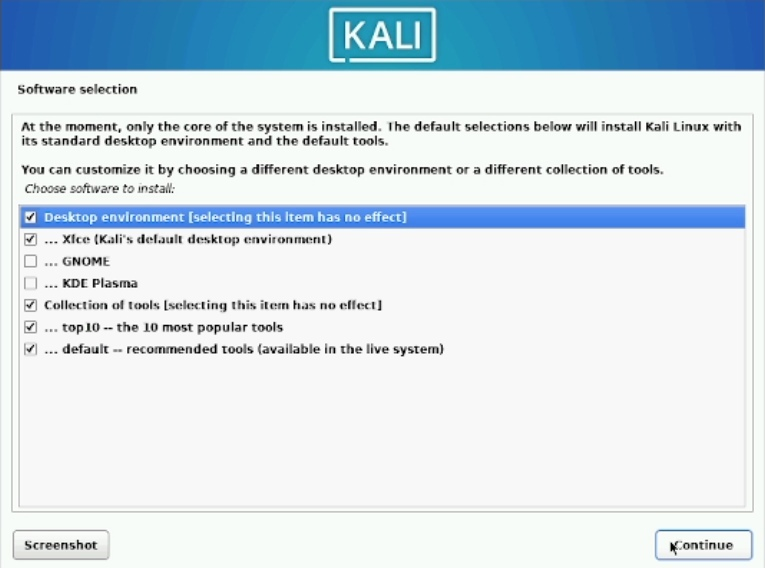 KALI
Software selection
At the moment, only the core of the system is installed. The default selections below will install Kali Linux with
its standard desktop environment and the default tools.
You can customize it by choosing a different desktop environment or a different collection of tools.
Choose software to install:
Desktop environment [selecting this item has no effect]
... Xfce (Kali's default desktop environment)
... GNOME
... KDE Plasma
Collection of tools [selecting this item has no effect]
... top10 -- the 10 most popular tools
... default -- recommended tools (available in the live system)
Screenshot
Continue